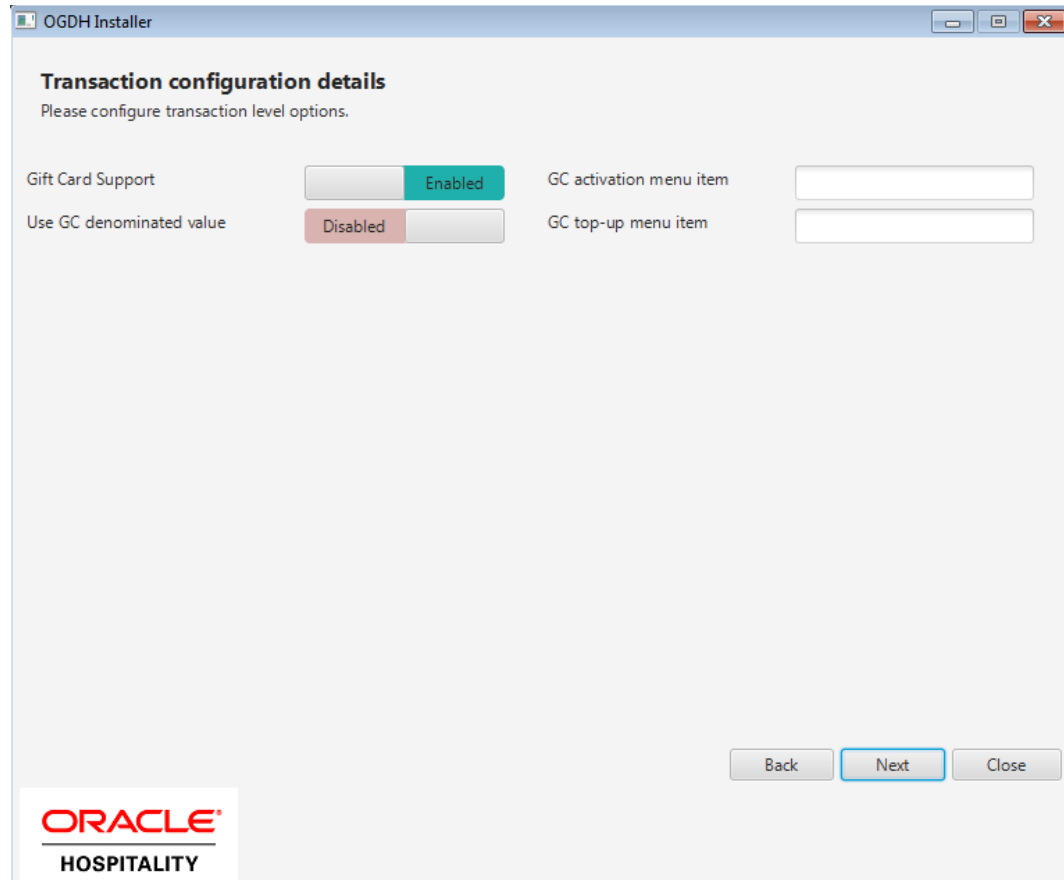 OGDH Installer
Transaction configuration details
Please configure transaction level options.
Gift Card Support Enabled GC activation menu item
Use GC denominated value Disabled GC top-up menu item
Back Next Close
ORACLE®
HOSPITALITY